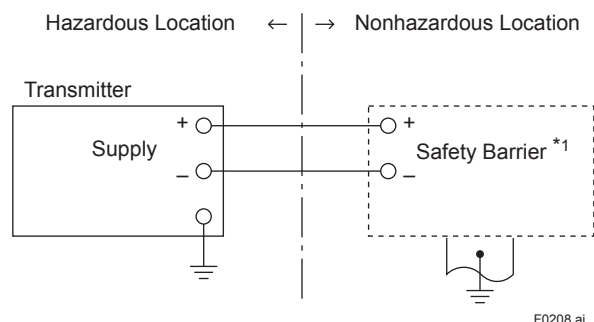 Hazardous Location ← → Nonhazardous Location
Transmitter
+ +
Supply Safety Barrier *1
– –
F0208.ai